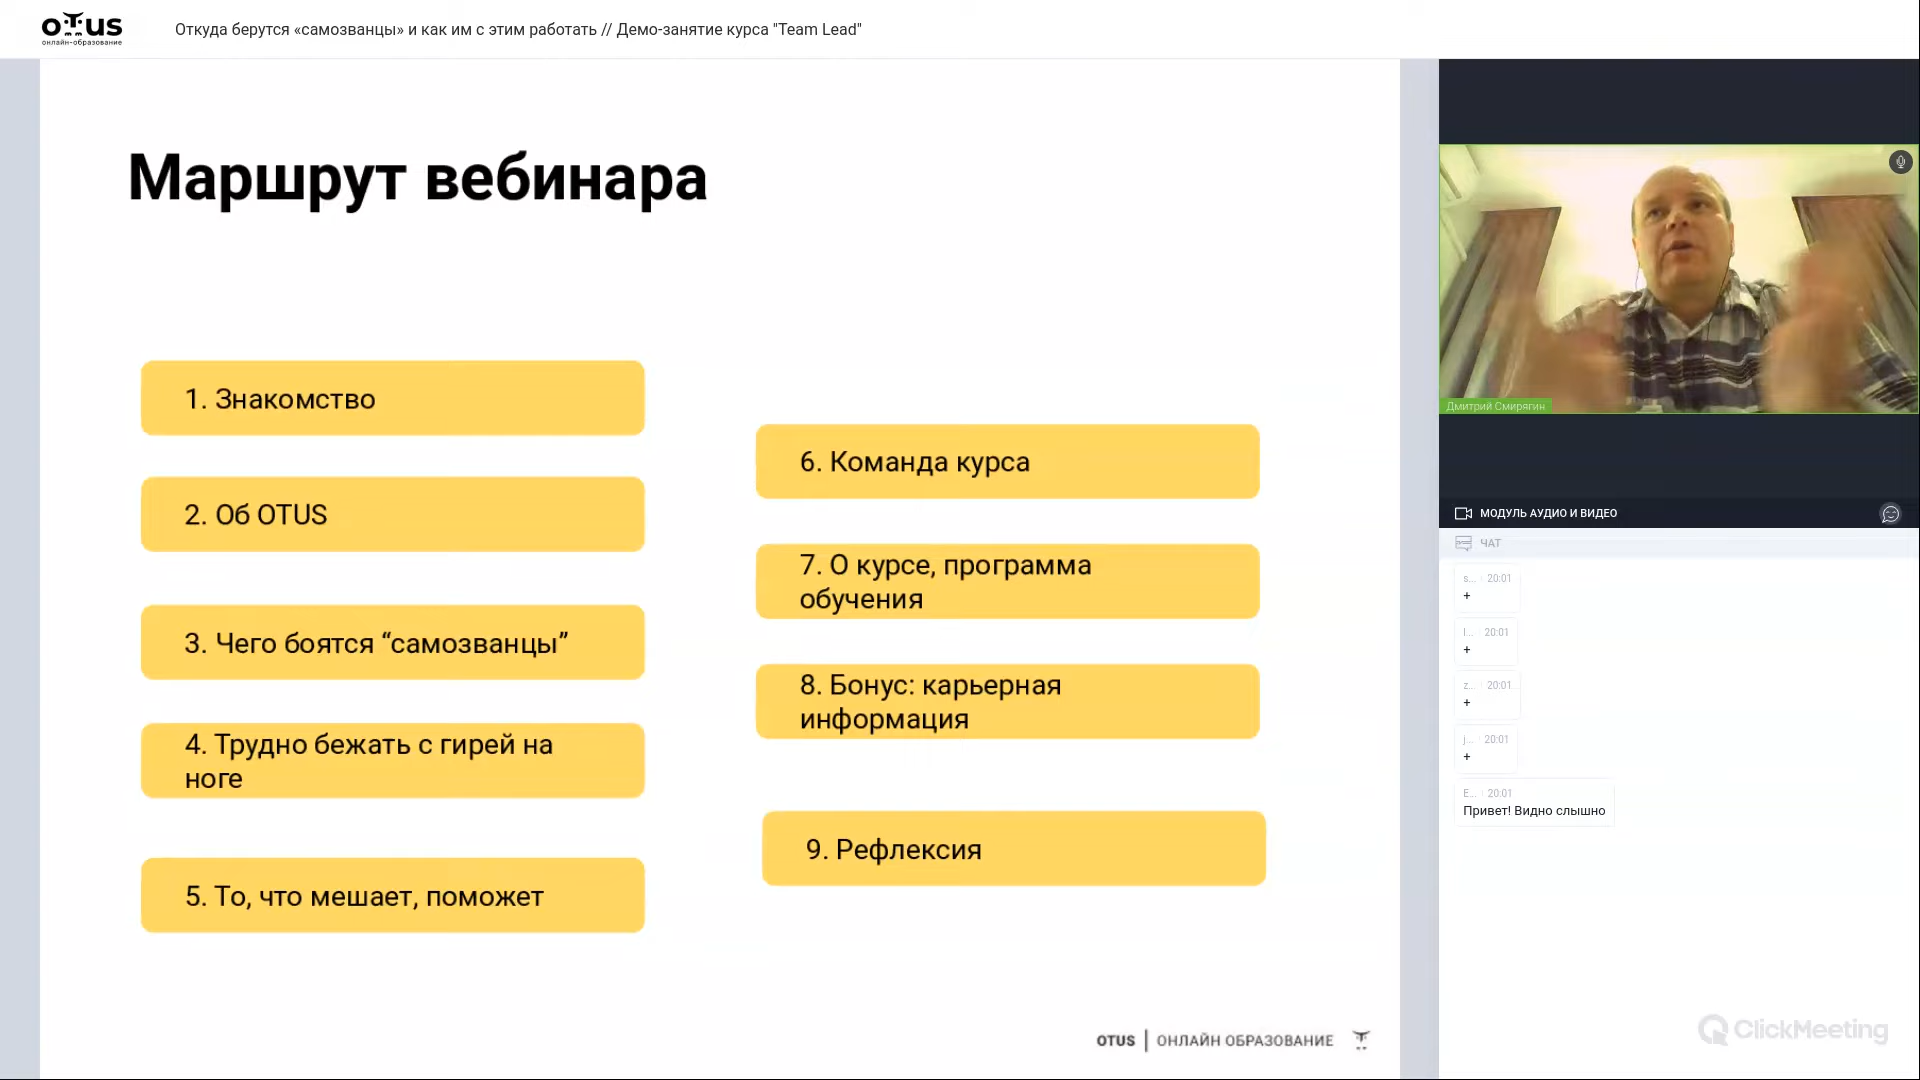 OTUS
онлайн-образование
Откуда берутся «самозванцы» и как им с этим работать // Демо-занятие курса "Team Lead"
Маршрут вебинара
1. Знакомство
2. Об OTUS
3. Чего боятся “самозванцы”
4. Трудно бежать с гирей на
ноге
5. То, что мешает, поможет
6. Команда курса
7. О курсе, программа
обучения
8. Бонус: карьерная
информация
9. Рефлексия
OTUS | ОНЛАЙН ОБРАЗОВАНИЕ
Дмитрий Смирягин
МОДУЛЬ АУДИО И ВИДЕО
ЧАТ
s... 20:01
+
l... 20:01
+
z... 20:01
+
j... 20:01
+
E... 20:01
Привет! Видно слышно
ClickMeeting